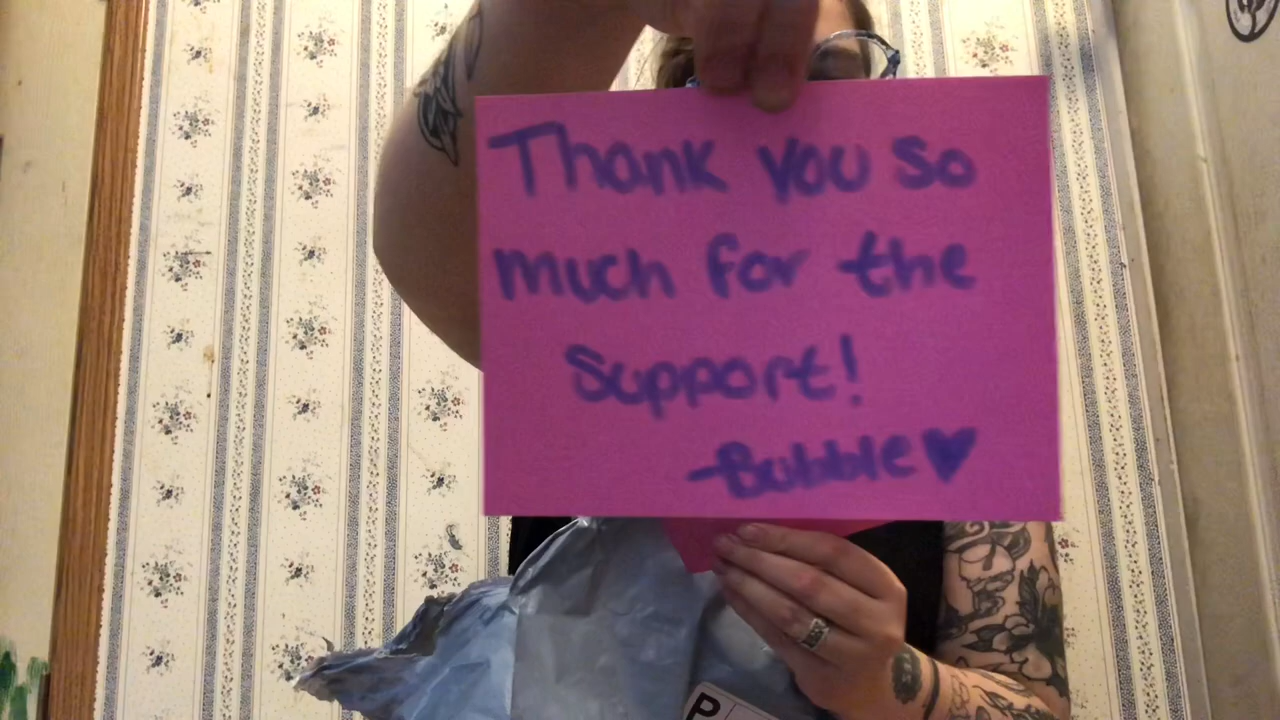 Thank you so
much for the
Support!
-Bubble♥
P